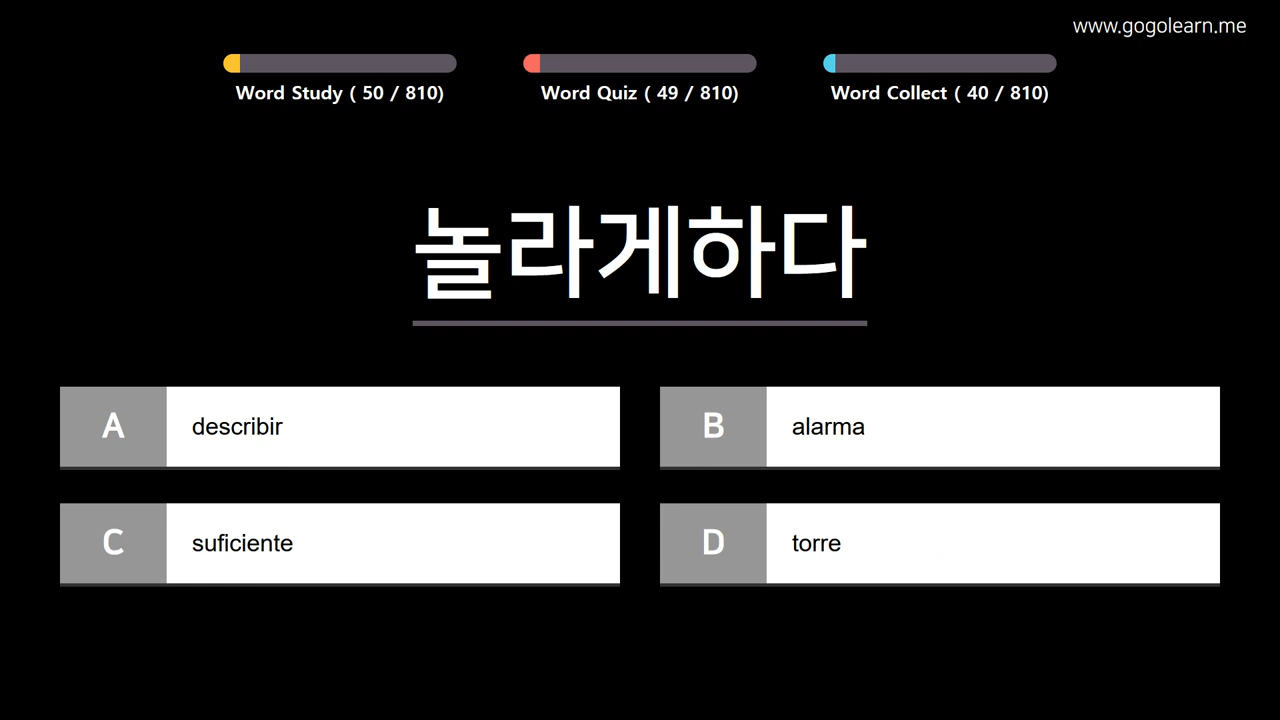 www.gogolearn.me
Word Study ( 50 / 810)
Word Quiz ( 49 / 810)
Word Collect ( 40 / 810)
놀라게하다
A describir
B alarma
C suficiente
D torre